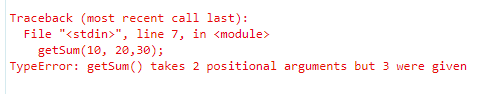 Traceback (most recent call last):
  File "<stdin>", line 7, in <module>
    getSum(10, 20,30);
TypeError: getSum() takes 2 positional arguments but 3 were given